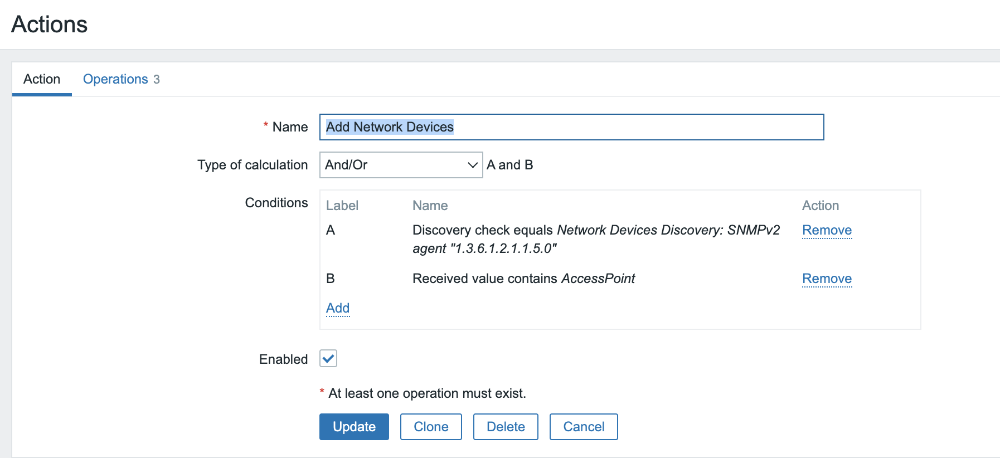 Actions
Action Operations 3
* Name Add Network Devices
Type of calculation And/Or A and B
Conditions Label Name Action
A Discovery check equals Network Devices Discovery: SNMPv2 Remove
agent "1.3.6.1.2.1.1.5.0"
B Received value contains AccessPoint Remove
Add
Enabled
* At least one operation must exist.
Update Clone Delete Cancel